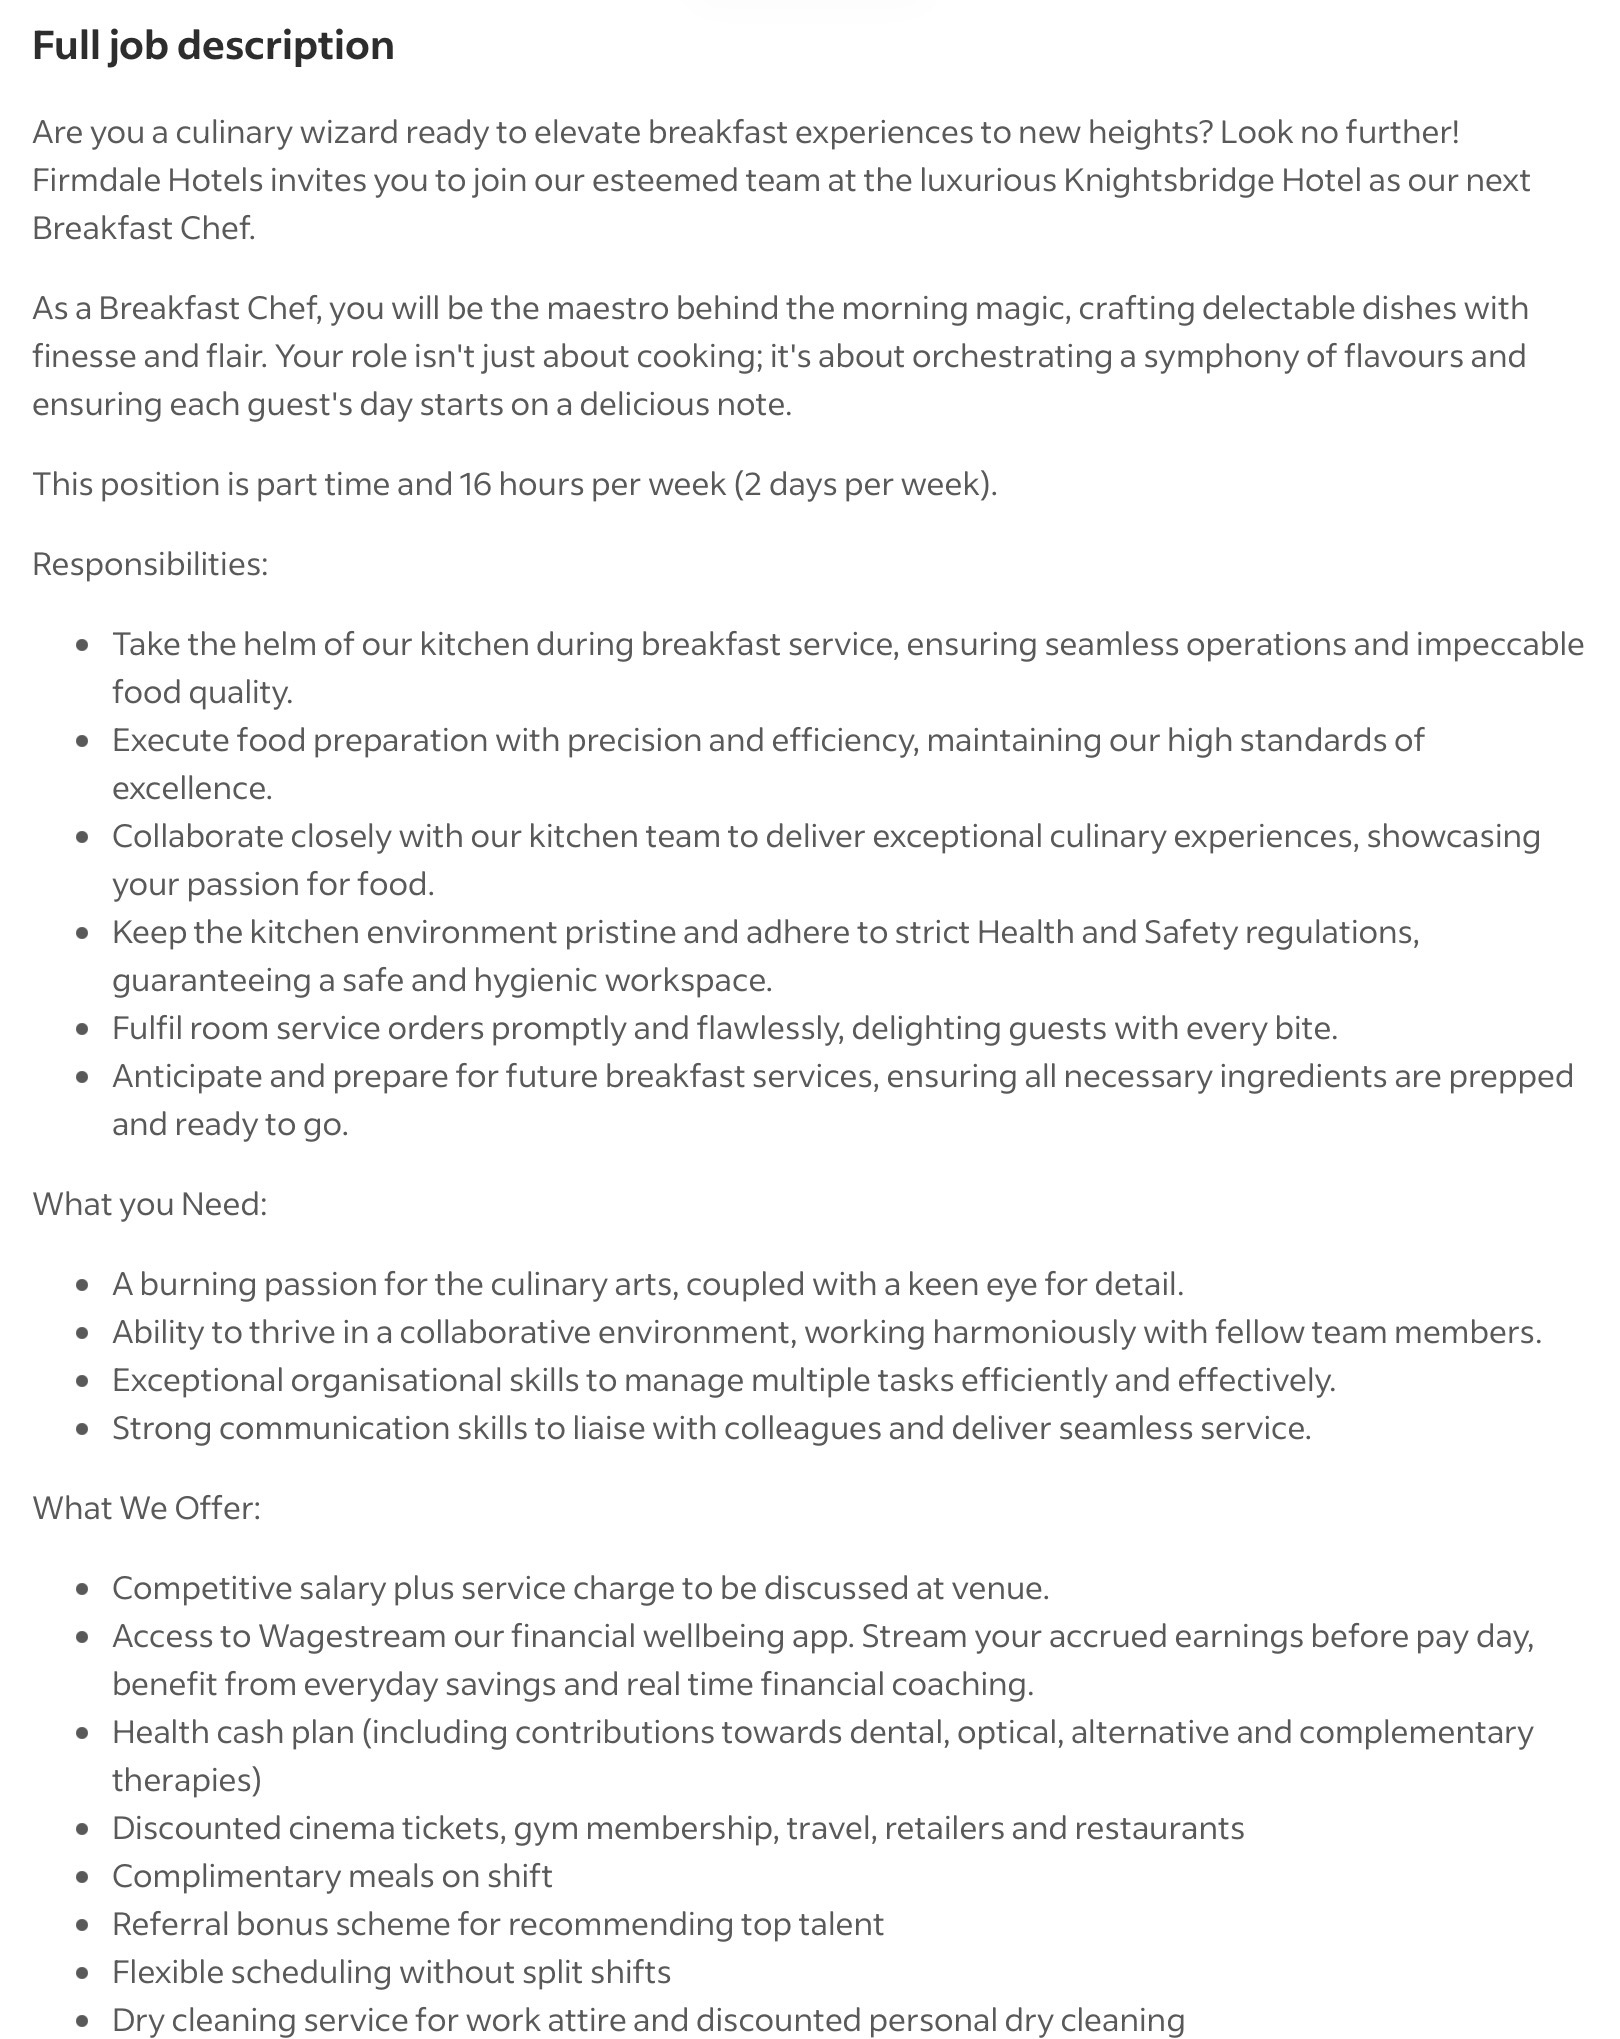 Full job description
Are you a culinary wizard ready to elevate breakfast experiences to new heights? Look no further!
Firmdale Hotels invites you to join our esteemed team at the luxurious Knightsbridge Hotel as our next
Breakfast Chef.
As a Breakfast Chef, you will be the maestro behind the morning magic, crafting delectable dishes with
finesse and flair. Your role isn't just about cooking; it's about orchestrating a symphony of flavours and
ensuring each guest's day starts on a delicious note.
This position is part time and 16 hours per week (2 days per week).
Responsibilities:
• Take the helm of our kitchen during breakfast service, ensuring seamless operations and impeccable
food quality.
• Execute food preparation with precision and efficiency, maintaining our high standards of
excellence.
• Collaborate closely with our kitchen team to deliver exceptional culinary experiences, showcasing
your passion for food.
• Keep the kitchen environment pristine and adhere to strict Health and Safety regulations,
guaranteeing a safe and hygienic workspace.
• Fulfil room service orders promptly and flawlessly, delighting guests with every bite.
• Anticipate and prepare for future breakfast services, ensuring all necessary ingredients are prepped
and ready to go.
What you Need:
• A burning passion for the culinary arts, coupled with a keen eye for detail.
• Ability to thrive in a collaborative environment, working harmoniously with fellow team members.
• Exceptional organisational skills to manage multiple tasks efficiently and effectively.
• Strong communication skills to liaise with colleagues and deliver seamless service.
What We Offer:
• Competitive salary plus service charge to be discussed at venue.
• Access to Wagestream our financial wellbeing app. Stream your accrued earnings before pay day,
benefit from everyday savings and real time financial coaching.
• Health cash plan (including contributions towards dental, optical, alternative and complementary
therapies)
• Discounted cinema tickets, gym membership, travel, retailers and restaurants
• Complimentary meals on shift
• Referral bonus scheme for recommending top talent
• Flexible scheduling without split shifts
• Dry cleaning service for work attire and discounted personal dry cleaning